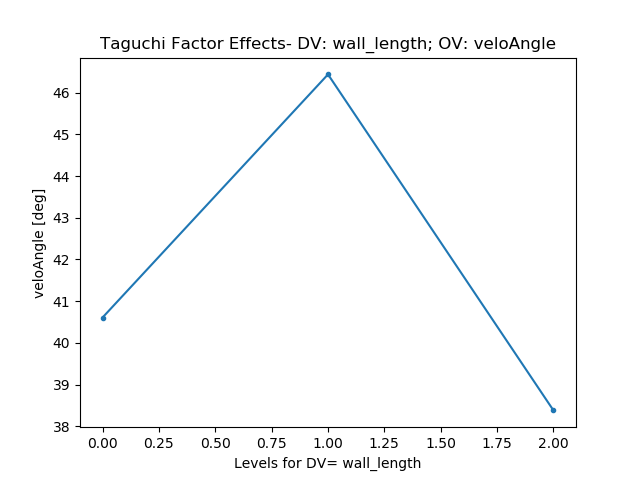 Taguchi Factor Effects- DV: wall_length; OV: veloAngle
46
45
44
43
42
41
40
39
38
veloAngle [deg]
0.00 0.25 0.50 0.75 1.00 1.25 1.50 1.75 2.00
Levels for DV= wall_length